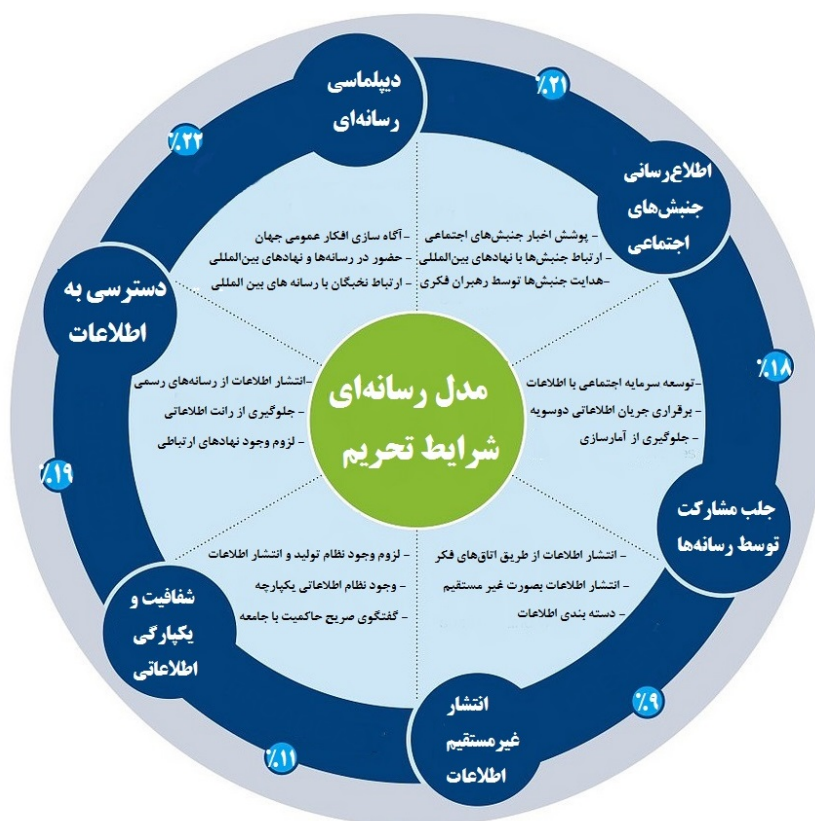 مدل رسانه‌ای
شرایط تحریم
دیپلماسی
رسانه‌ای
٪۲۱
اطلاع‌رسانی
جنبش‌های
اجتماعی
٪۱۸
جلب مشارکت
توسط رسانه‌ها
٪۹
انتشار
غیرمستقیم
اطلاعات
٪۱۱
شفافیت و
یکپارگی
اطلاعاتی
٪۱۹
دسترسی به
اطلاعات
٪۲۲
- پوشش اخبار جنبش‌های اجتماعی
- ارتباط جنبش‌ها با نهادهای بین‌المللی
-هدایت جنبش‌ها توسط رهبران فکری
-توسعه سرمایه اجتماعی با اطلاعات
- برقراری جریان اطلاعاتی دوسویه
- جلوگیری از آمارسازی
- انتشار اطلاعات از طریق اتاق‌های فکر
- انتشار اطلاعات بصورت غیر مستقیم
- دسته بندی اطلاعات
- لزوم وجود نظام تولید و انتشار اطلاعات
- وجود نظام اطلاعاتی یکپارچه
- گفتگوی صریح حاکمیت با جامعه
-انتشار اطلاعات از رسانه‌های رسمی
- جلوگیری از رانت اطلاعاتی
- لزوم وجود نهادهای ارتباطی
-آگاه سازی افکار عمومی جهان
- حضور در رسانه‌ها و نهادهای بین‌المللی
- ارتباط نخبگان با رسانه های بین المللی